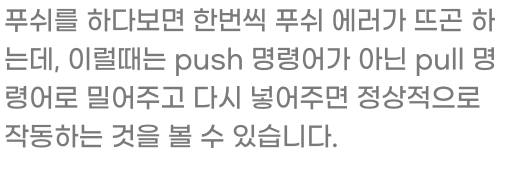 푸쉬를 하다보면 한번씩 푸쉬 에러가 뜨곤 하
는데, 이럴때는 push 명령어가 아닌 pull 명
령어로 밀어주고 다시 넣어주면 정상적으로
작동하는 것을 볼 수 있습니다.